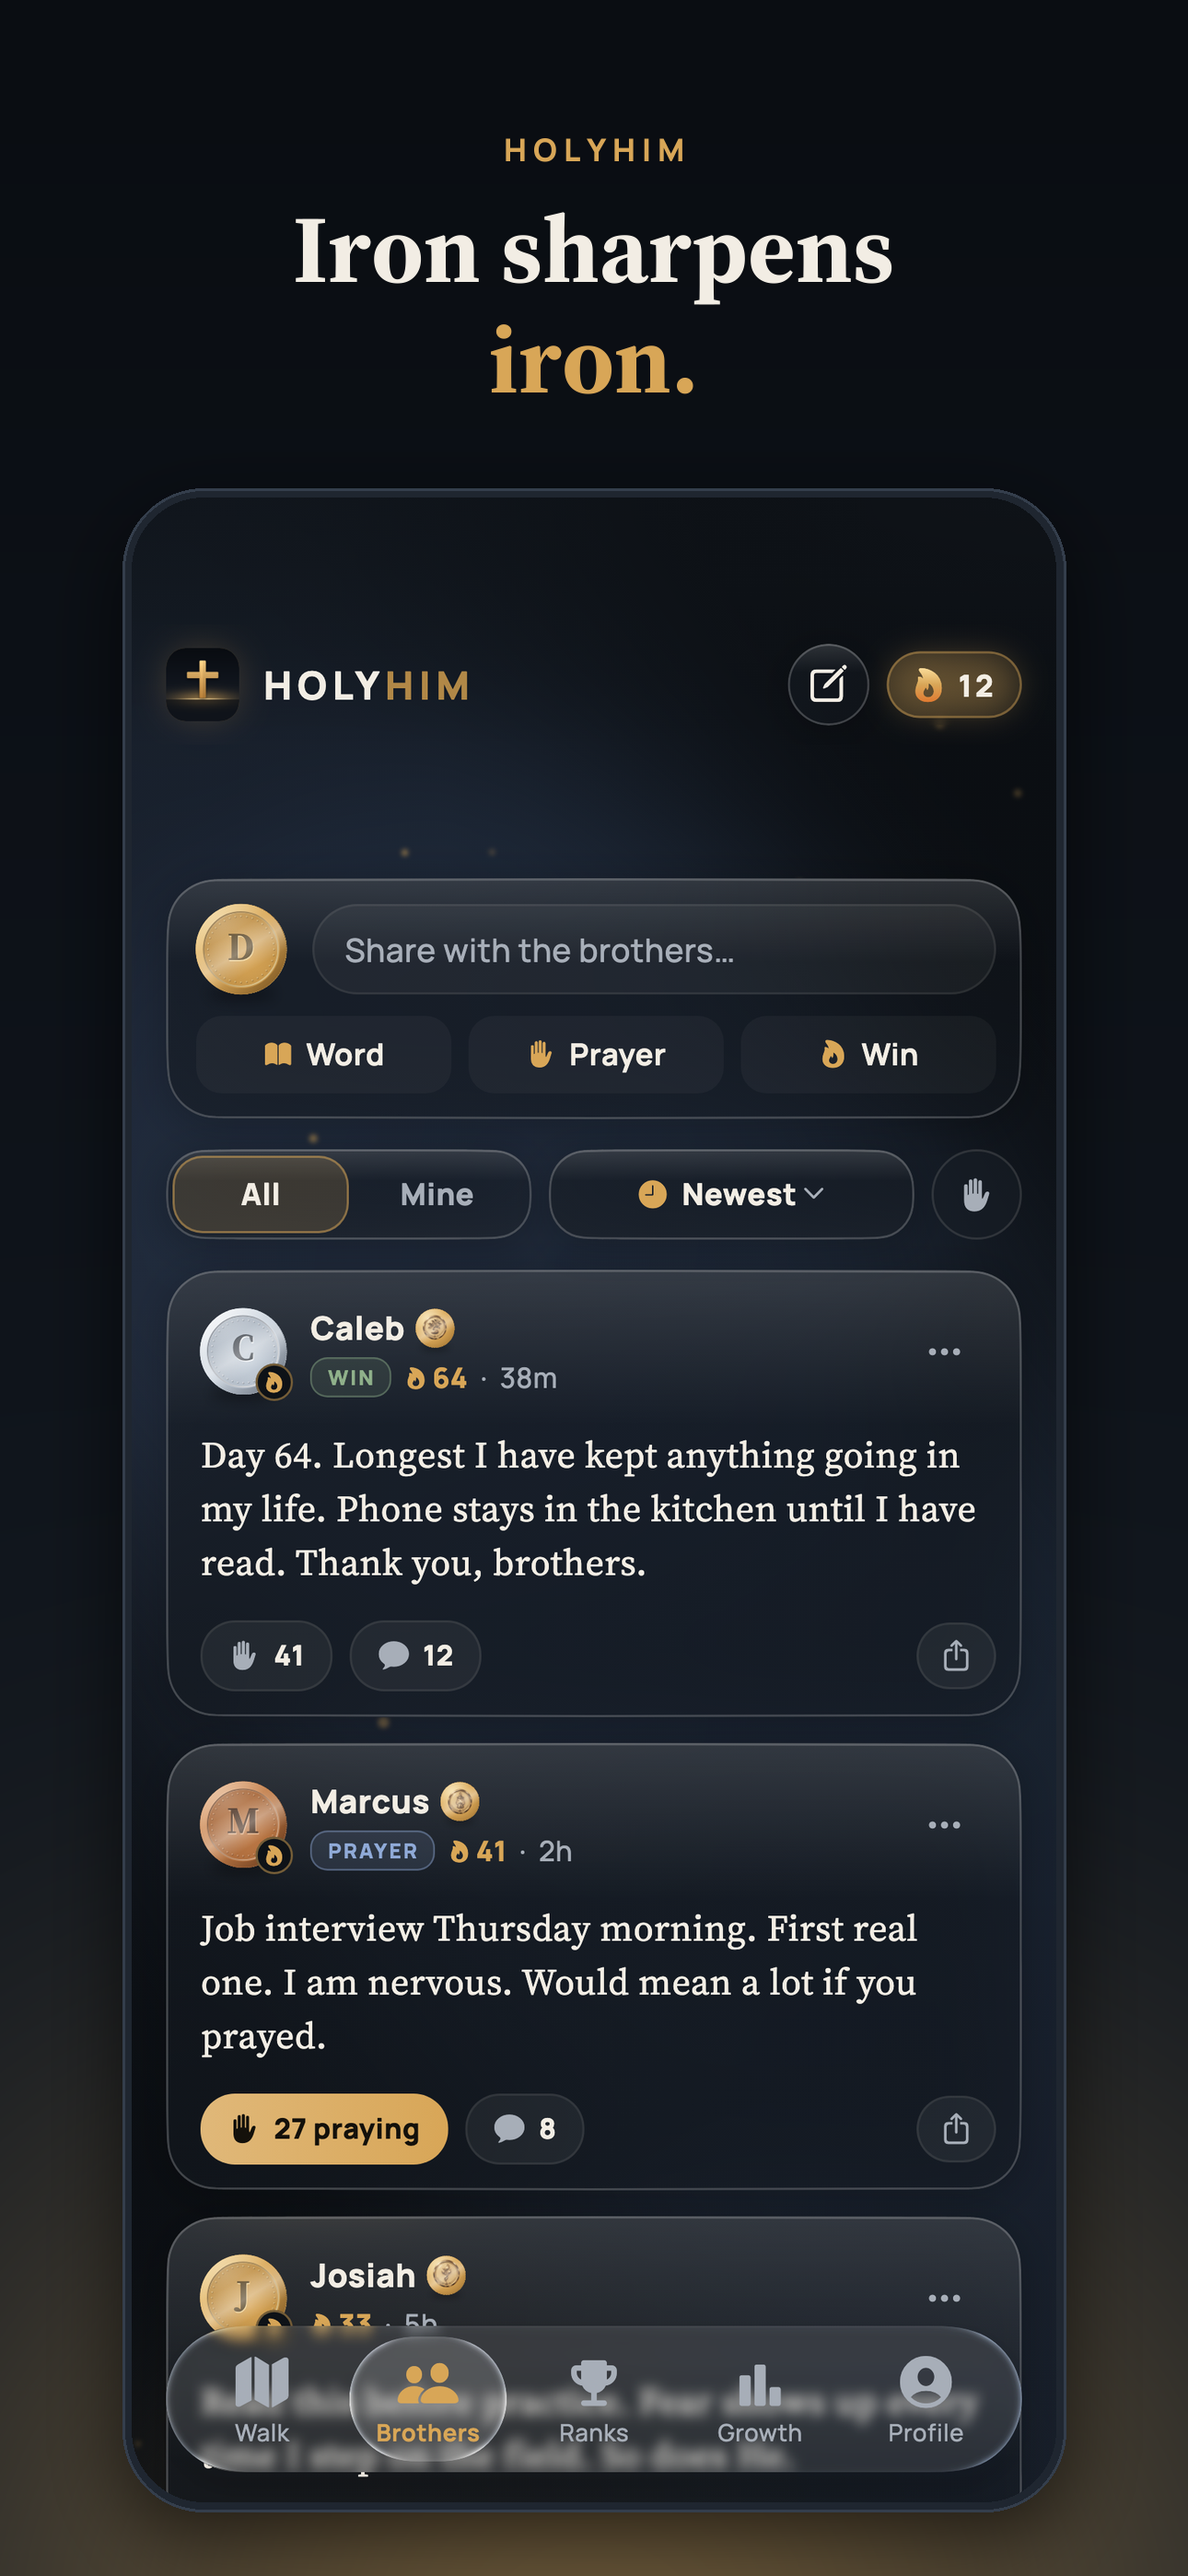 HOLYHIM
Iron sharpens
iron.
HOLYHIM
12
D
Share with the brothers...
Word
Prayer
Win
All
Mine
Newest
C
Caleb
WIN
64 · 38m
Day 64. Longest I have kept anything going in
my life. Phone stays in the kitchen until I have
read. Thank you, brothers.
41
12
M
Marcus
PRAYER
41 · 2h
Job interview Thursday morning. First real
one. I am nervous. Would mean a lot if you
prayed.
27 praying
8
J
Josiah
33 · 5h
Walk
Brothers
Ranks
Growth
Profile